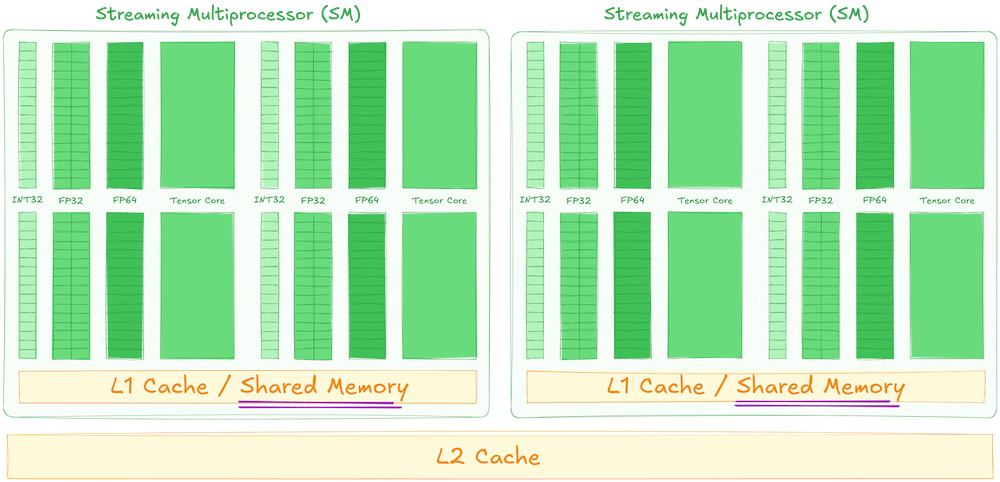 Streaming Multiprocessor (SM) Streaming Multiprocessor (SM)
INT32 FP32 FP64 Tensor Core INT32 FP32 FP64 Tensor Core INT32 FP32 FP64 Tensor Core INT32 FP32 FP64 Tensor Core
L1 Cache / Shared Memory L1 Cache / Shared Memory
L2 Cache